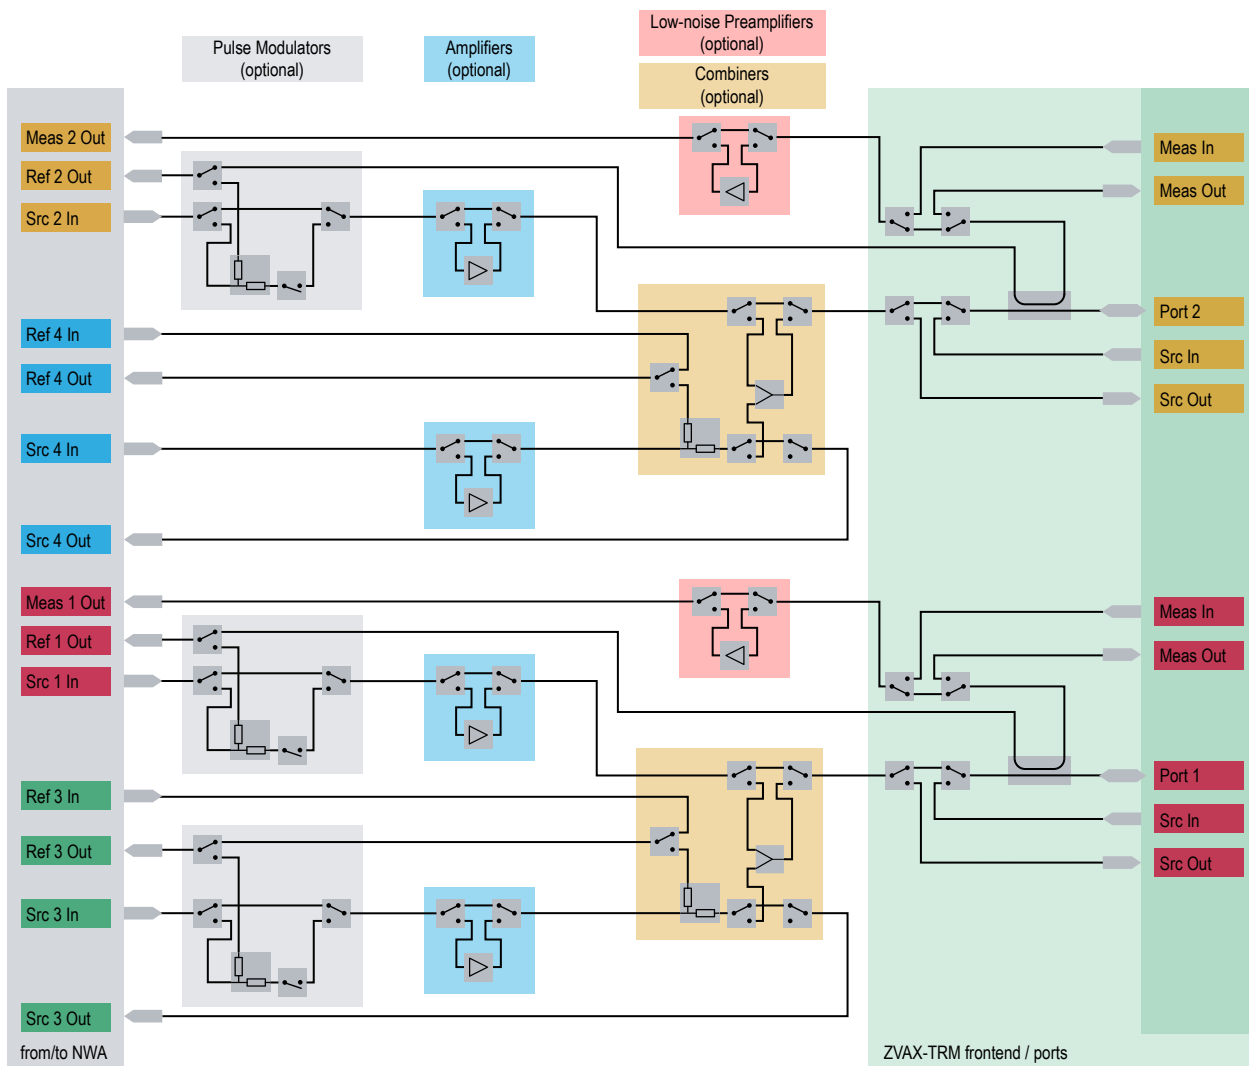 Pulse Modulators
(optional)
Amplifiers
(optional)
Low-noise Preamplifiers
(optional)
Combiners
(optional)
Meas 2 Out
Ref 2 Out
Src 2 In
Ref 4 In
Ref 4 Out
Src 4 In
Src 4 Out
Meas 1 Out
Ref 1 Out
Src 1 In
Ref 3 In
Ref 3 Out
Src 3 In
Src 3 Out
from/to NWA
Meas In
Meas Out
Port 2
Src In
Src Out
Meas In
Meas Out
Port 1
Src In
Src Out
ZVAX-TRM frontend / ports